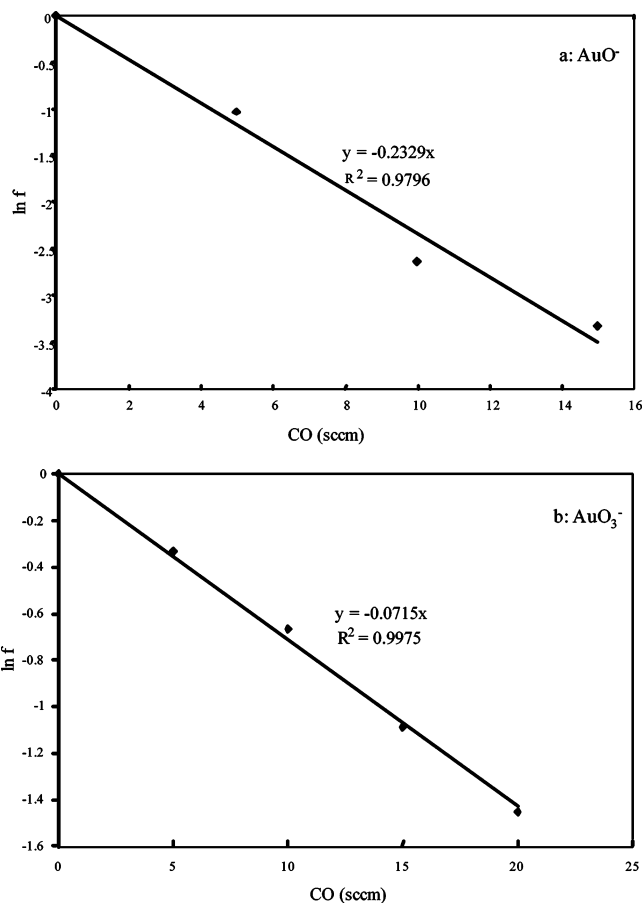 0
-0.5
-1
-1.5
-2
-2.5
-3
-3.5
-4
ln f
a: AuO⁻
y = -0.2329x
R² = 0.9796
0 2 4 6 8 10 12 14 16
CO (sccm)
0
-0.2
-0.4
-0.6
-0.8
-1
-1.2
-1.4
-1.6
ln f
b: AuO₃⁻
y = -0.0715x
R² = 0.9975
0 5 10 15 20 25
CO (sccm)